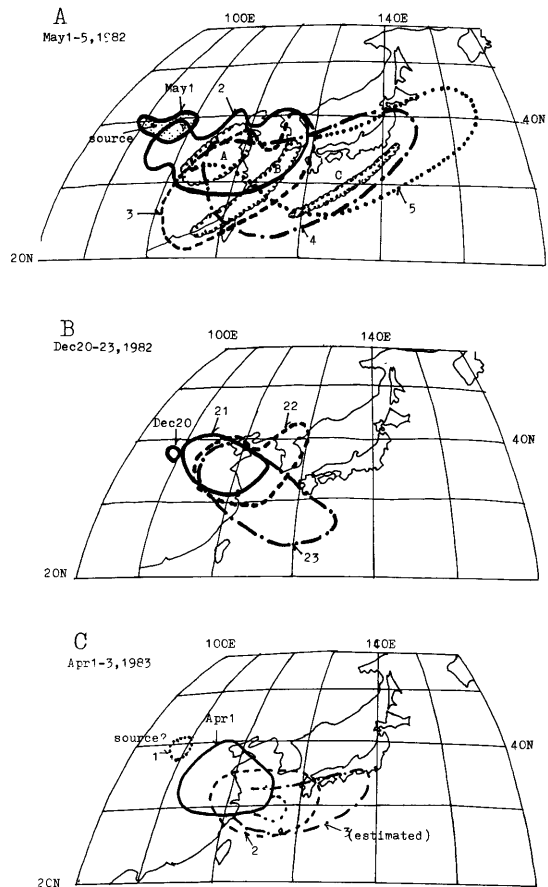 A
May1-5,1982
100E
140E
May1
2
source
40N
A
B
C
3
4
5
20N
B
Dec20-23,1982
100E
140E
Dec20
21
22
40N
23
20N
C
Apr1-3,1983
100E
140E
Apr1
source?
1
40N
2
3(estimated)
20N